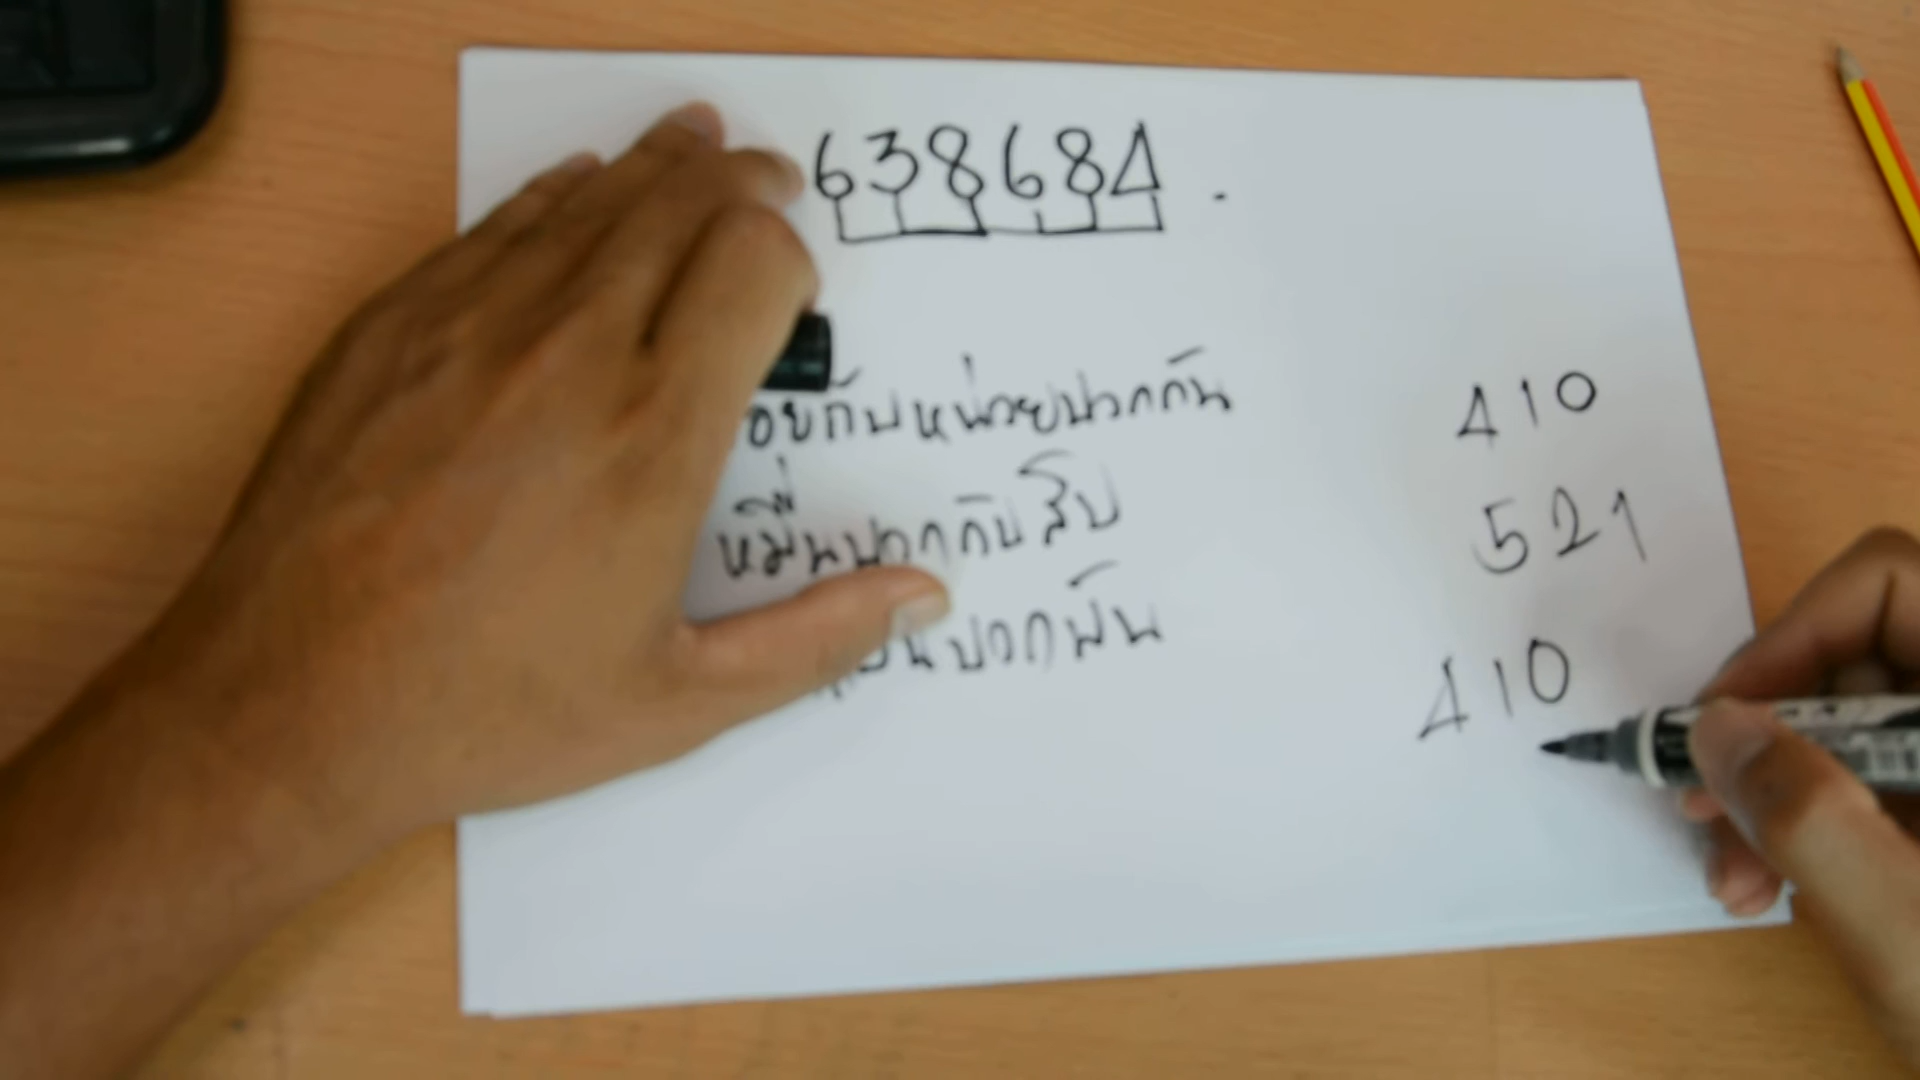 638684
อยกับหน่วยบวกกัน 410
หมื่นบวกกับสิบ 521
นบวกพัน 410